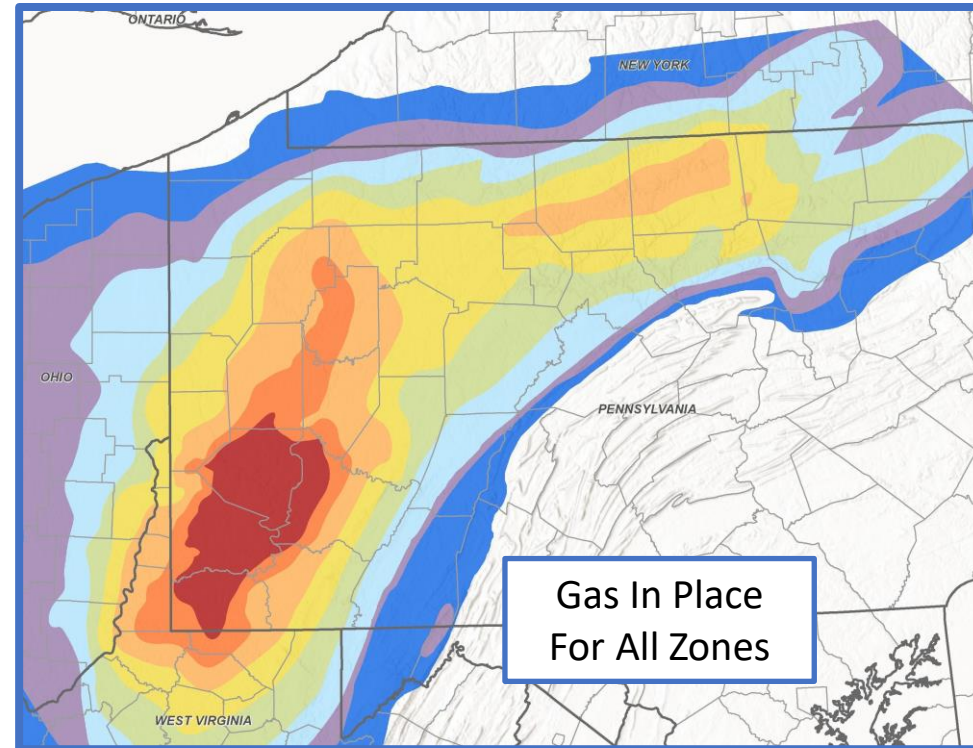 ONTARIO
NEW YORK
OHIO
PENNSYLVANIA
Gas In Place
For All Zones
WEST VIRGINIA